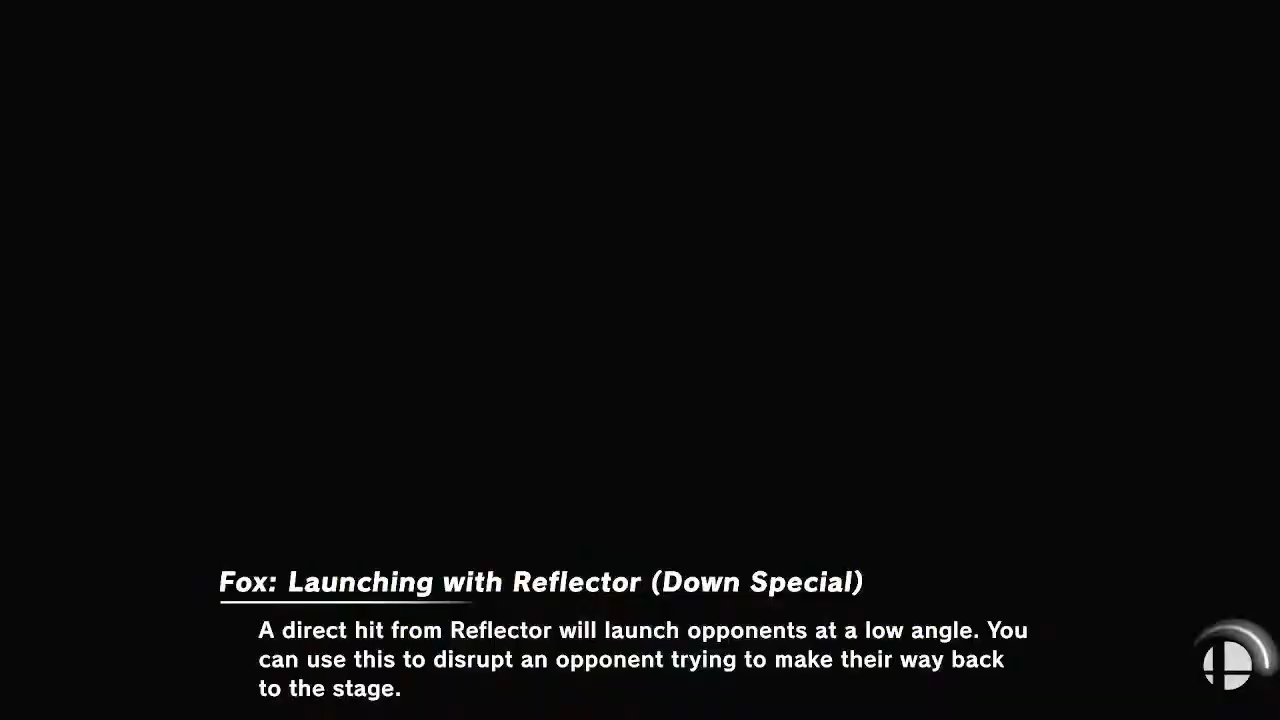 Fox: Launching with Reflector (Down Special)
A direct hit from Reflector will launch opponents at a low angle. You
can use this to disrupt an opponent trying to make their way back
to the stage.